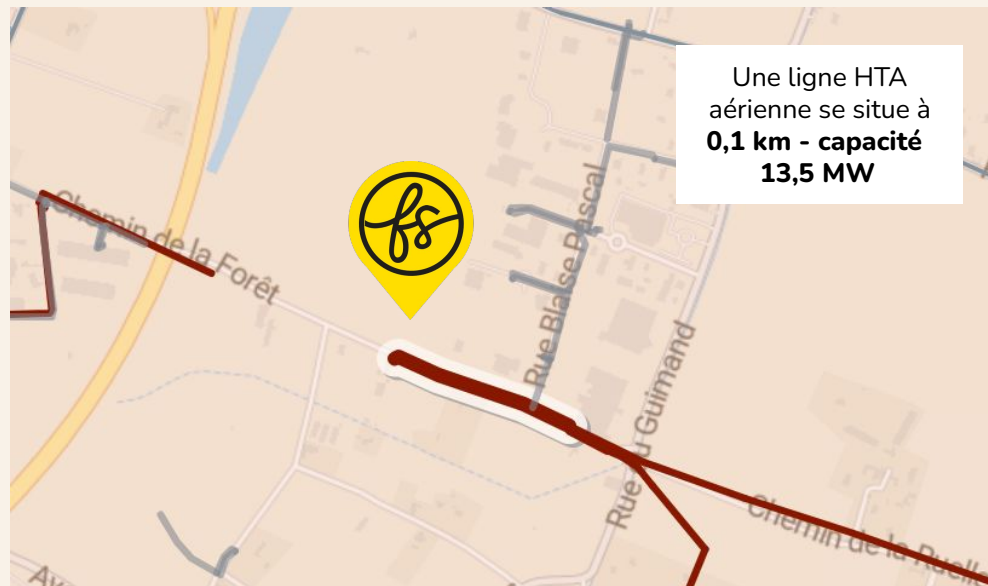 Une ligne HTA
aérienne se situe à
0,1 km - capacité
13,5 MW
Chemin de la Forêt
fs
Rue Blaise Pascal
Rue du Guimand
Chemin de la Ruelle